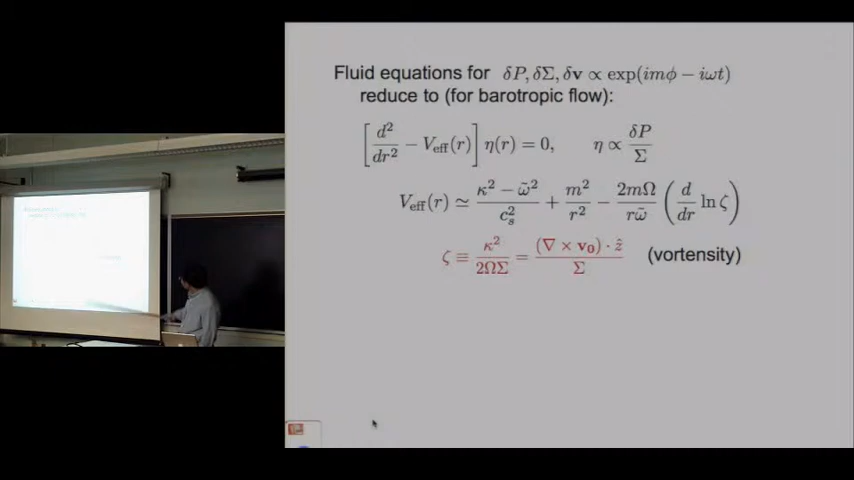 Fluid equations for δP, δΣ, δv ∝ exp(imϕ − iωt)
reduce to (for barotropic flow):
[d²/dr² − V_eff(r)] η(r) = 0, η ∝ δP/Σ
V_eff(r) ≃ (κ² − ω̃²)/c_s² + m²/r² − 2mΩ/(rω̃) (d/dr ln ζ)
ζ ≡ κ²/(2ΩΣ) = (∇ × v₀) · ẑ/Σ (vortensity)